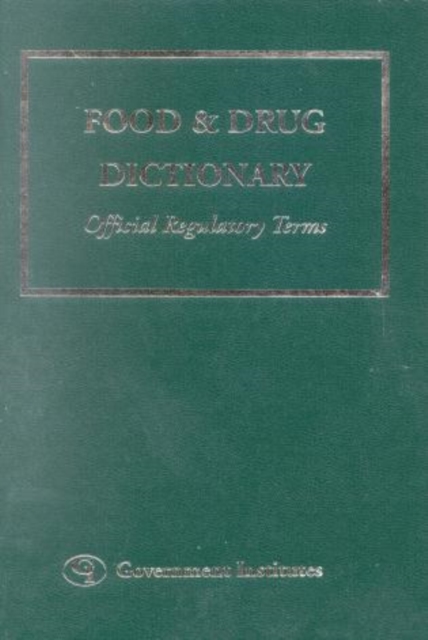 FOOD & DRUG
DICTIONARY
Official Regulatory Terms
Government Institutes